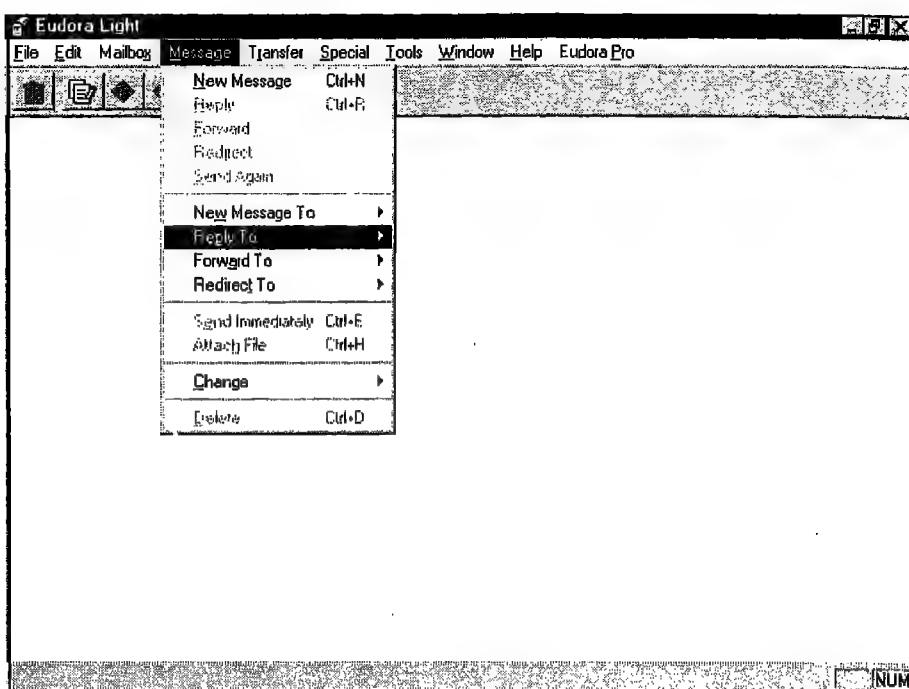 Eudora Light
File Edit Mailbox Message Transfer Special Tools Window Help Eudora Pro
New Message Ctrl+N
Reply Ctrl+R
Forward
Redirect
Send Again
New Message To
Reply To
Forward To
Redirect To
Send Immediately Ctrl+E
Attach File Ctrl+H
Change
Delete Ctrl+D
NUM